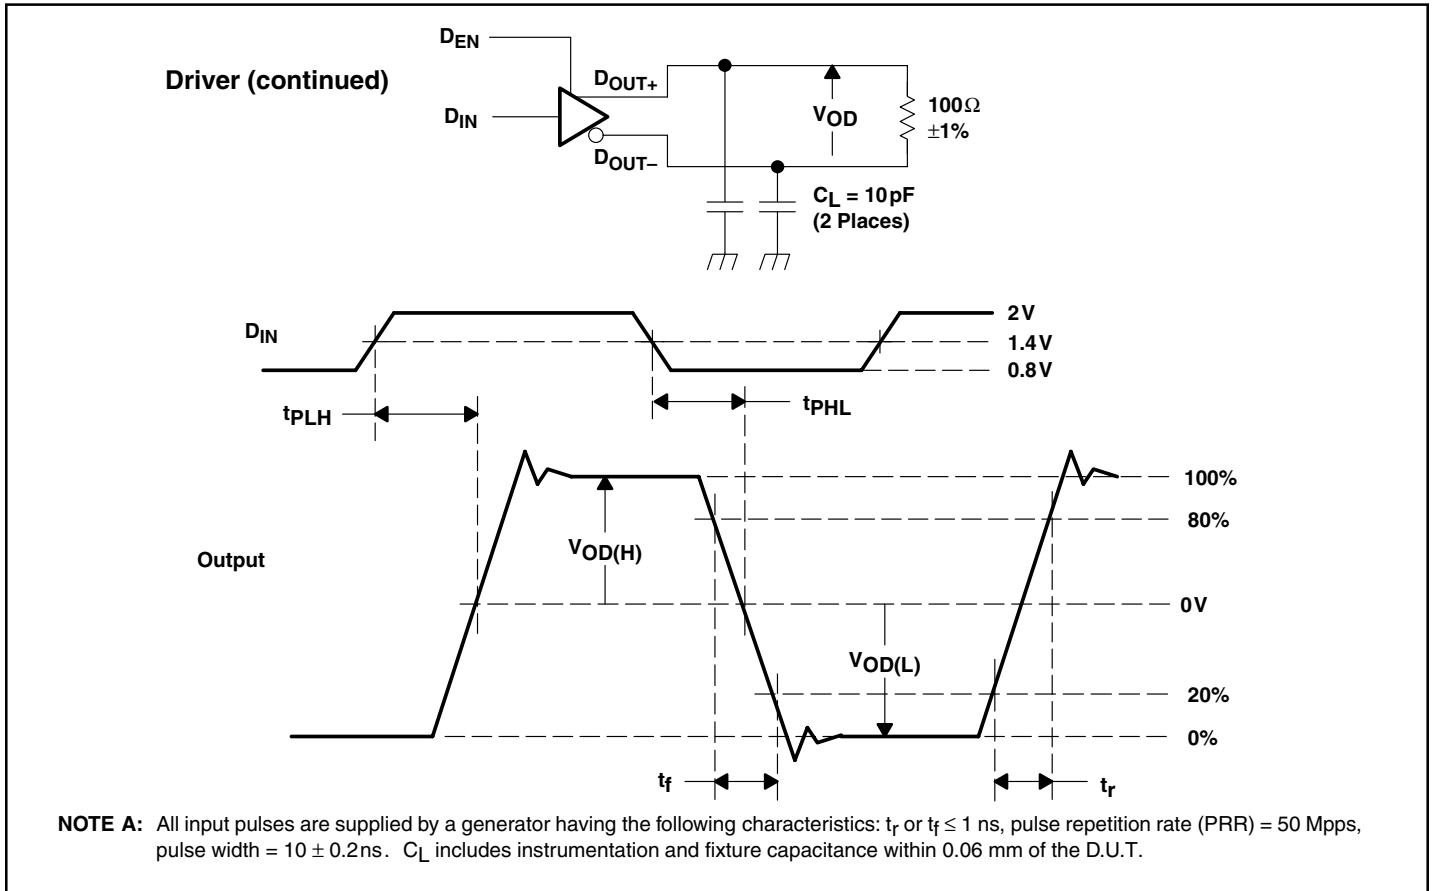 Driver (continued)
DEN
DIN
DOUT+
DOUT–
VOD
100Ω
±1%
CL = 10pF
(2 Places)
DIN
2V
1.4V
0.8V
tPLH
tPHL
Output
VOD(H)
VOD(L)
100%
80%
0V
20%
0%
tf
tr
NOTE A: All input pulses are supplied by a generator having the following characteristics: tr or tf ≤ 1 ns, pulse repetition rate (PRR) = 50 Mpps,
pulse width = 10 ± 0.2ns. CL includes instrumentation and fixture capacitance within 0.06 mm of the D.U.T.